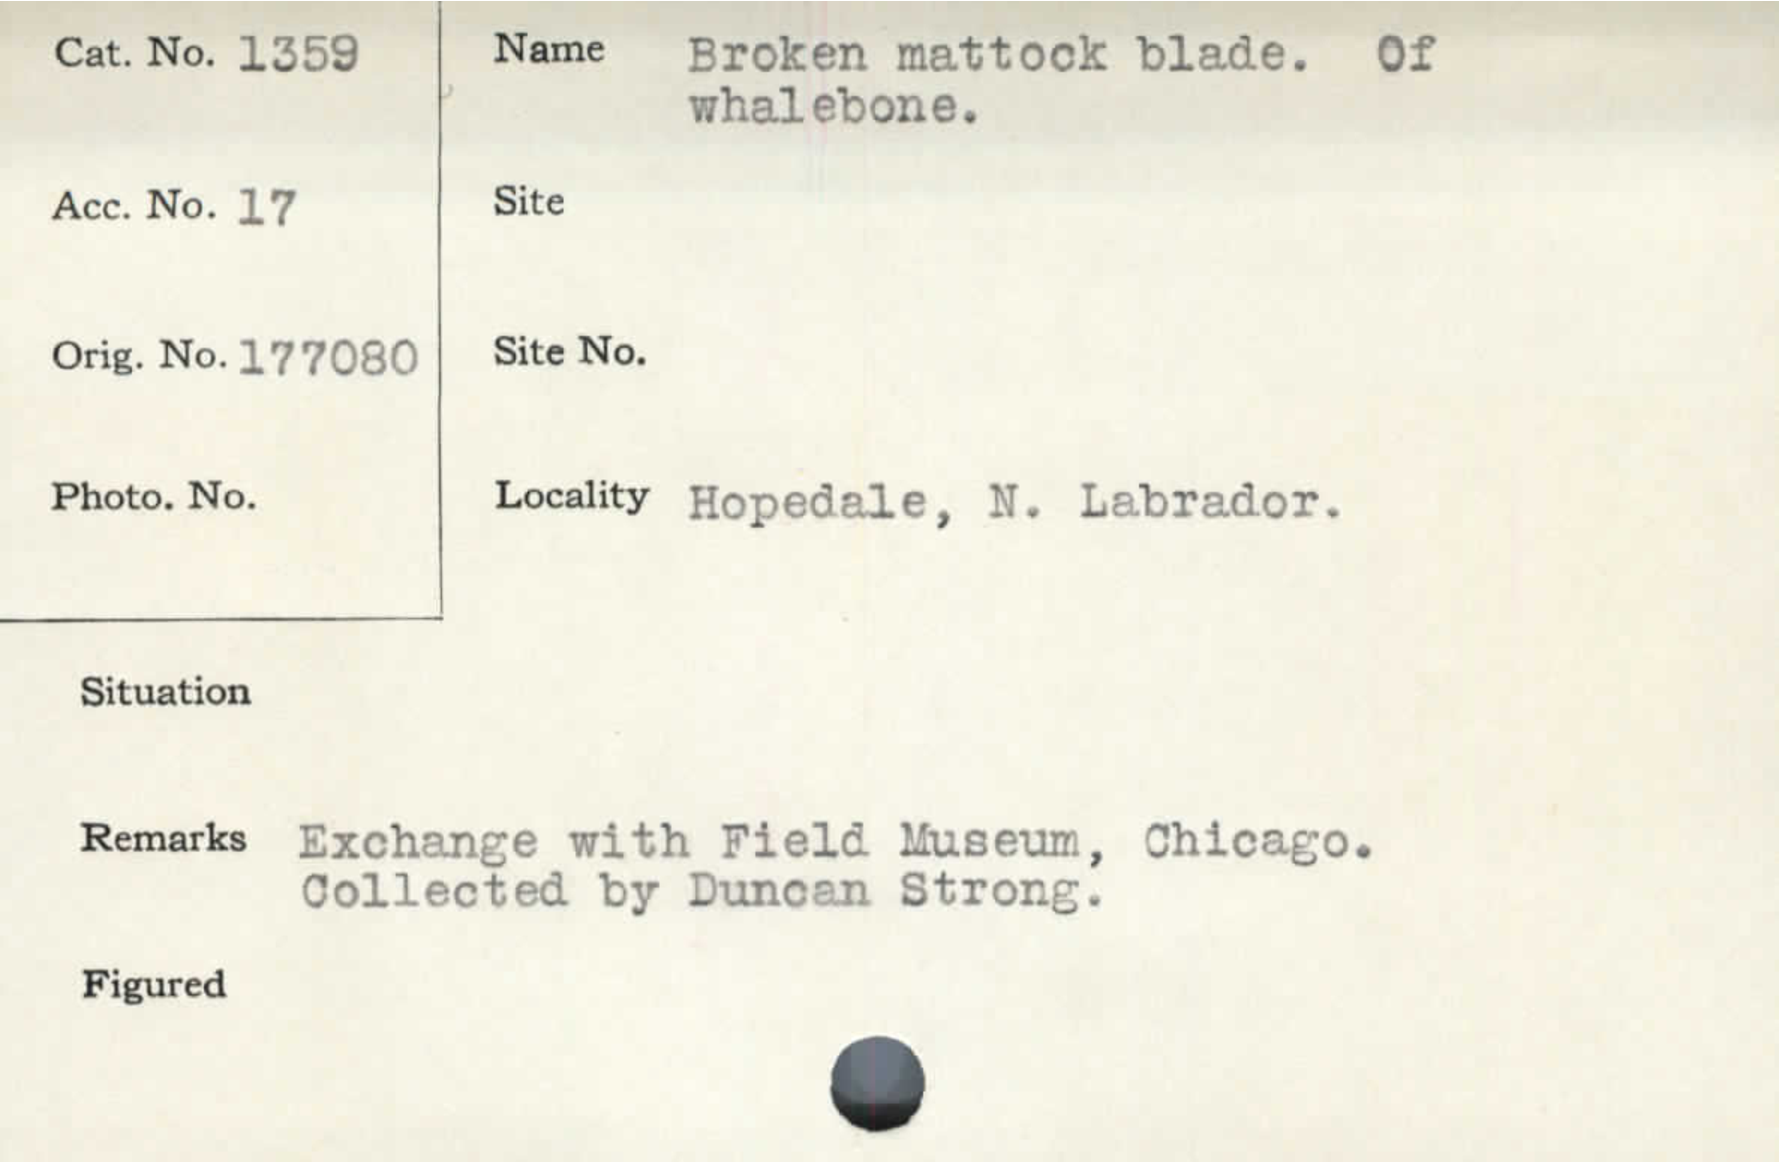 Cat. No. 1359
Name Broken mattock blade. Of
whalebone.
Acc. No. 17
Site
Orig. No. 177080
Site No.
Photo. No.
Locality Hopedale, N. Labrador.
Situation
Remarks Exchange with Field Museum, Chicago.
Collected by Duncan Strong.
Figured